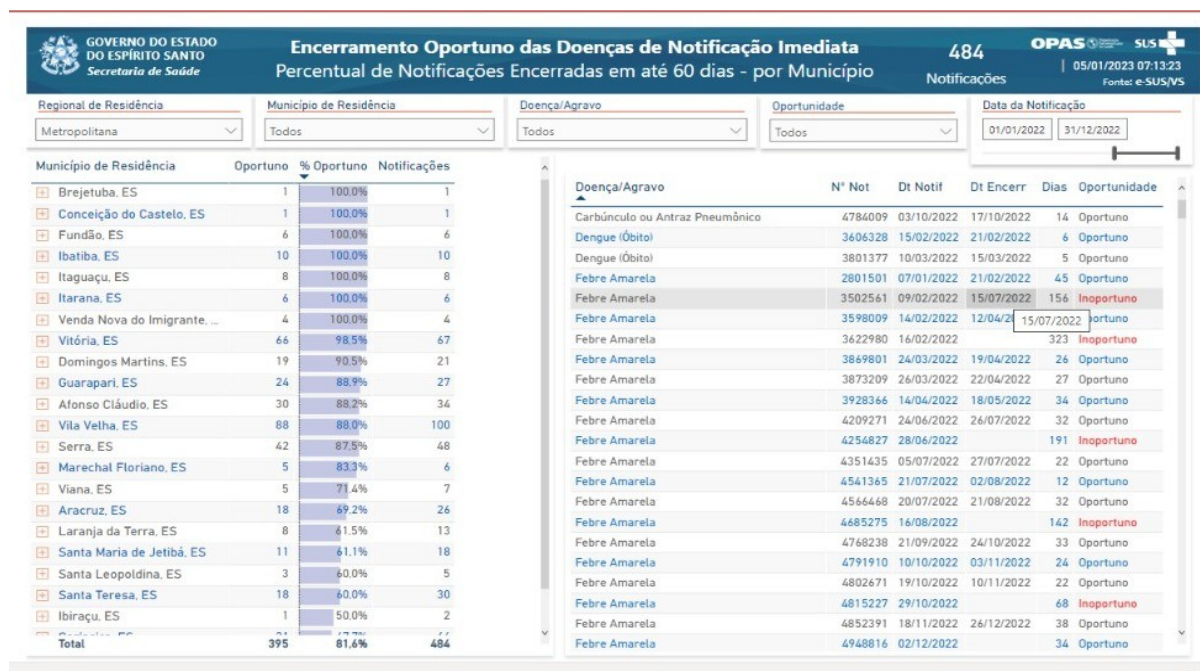 GOVERNO DO ESTADO
DO ESPÍRITO SANTO
Secretaria de Saúde
Encerramento Oportuno das Doenças de Notificação Imediata
Percentual de Notificações Encerradas em até 60 dias - por Município
484
Notificações
OPAS SUS
05/01/2023 07:13:23
Fonte: e-SUS/VS
Regional de Residência Município de Residência Doença/Agravo Oportunidade Data da Notificação
Metropolitana Todos Todos Todos 01/01/2022 31/12/2022
Município de Residência Oportuno % Oportuno Notificações
Brejetuba, ES 1 100,0% 1
Conceição do Castelo, ES 1 100,0% 1
Fundão, ES 6 100,0% 6
Ibatiba, ES 10 100,0% 10
Itaguaçu, ES 8 100,0% 8
Itarana, ES 6 100,0% 6
Venda Nova do Imigrante, ... 4 100,0% 4
Vitória, ES 66 98,5% 67
Domingos Martins, ES 19 90,5% 21
Guarapari, ES 24 88,9% 27
Afonso Cláudio, ES 30 88,2% 34
Vila Velha, ES 88 88,0% 100
Serra, ES 42 87,5% 48
Marechal Floriano, ES 5 83,3% 6
Viana, ES 5 71,4% 7
Aracruz, ES 18 69,2% 26
Laranja da Terra, ES 8 61,5% 13
Santa Maria de Jetibá, ES 11 61,1% 18
Santa Leopoldina, ES 3 60,0% 5
Santa Teresa, ES 18 60,0% 30
Ibiraçu, ES 1 50,0% 2
Total 395 81,6% 484
Doença/Agravo N° Not Dt Notif Dt Encerr Dias Oportunidade
Carbúnculo ou Antraz Pneumônico 4784009 03/10/2022 17/10/2022 14 Oportuno
Dengue (Óbito) 3606328 15/02/2022 21/02/2022 6 Oportuno
Dengue (Óbito) 3801377 10/03/2022 15/03/2022 5 Oportuno
Febre Amarela 2801501 07/01/2022 21/02/2022 45 Oportuno
Febre Amarela 3502561 09/02/2022 15/07/2022 156 Inoportuno
Febre Amarela 3598009 14/02/2022 12/04/2
15/07/2022
Febre Amarela 3622980 16/02/2022 323 Inoportuno
Febre Amarela 3869801 24/03/2022 19/04/2022 26 Oportuno
Febre Amarela 3873209 26/03/2022 22/04/2022 27 Oportuno
Febre Amarela 3928366 14/04/2022 18/05/2022 34 Oportuno
Febre Amarela 4209271 24/06/2022 26/07/2022 32 Oportuno
Febre Amarela 4254827 28/06/2022 191 Inoportuno
Febre Amarela 4351435 05/07/2022 27/07/2022 22 Oportuno
Febre Amarela 4541365 21/07/2022 02/08/2022 12 Oportuno
Febre Amarela 4566468 20/07/2022 21/08/2022 32 Oportuno
Febre Amarela 4685275 16/08/2022 142 Inoportuno
Febre Amarela 4768238 21/09/2022 24/10/2022 33 Oportuno
Febre Amarela 4791910 10/10/2022 03/11/2022 24 Oportuno
Febre Amarela 4802671 19/10/2022 10/11/2022 22 Oportuno
Febre Amarela 4815227 29/10/2022 68 Inoportuno
Febre Amarela 4852391 18/11/2022 26/12/2022 38 Oportuno
Febre Amarela 4948816 02/12/2022 34 Oportuno